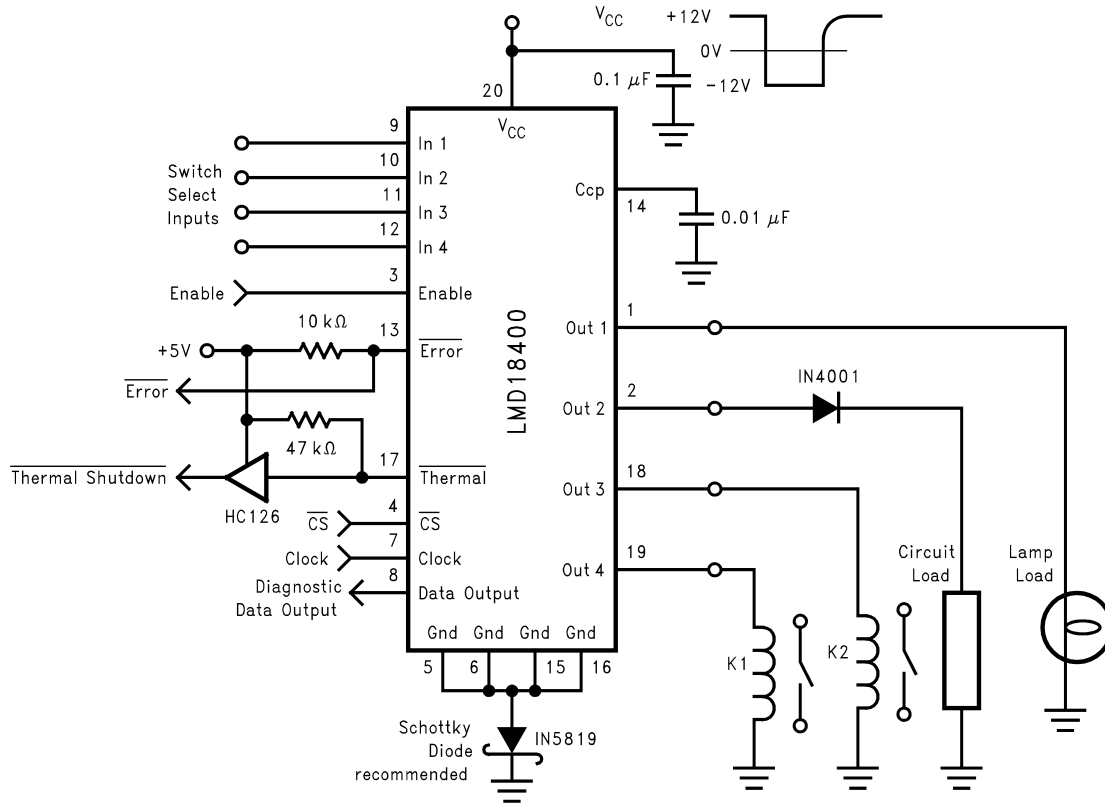 V_CC
+12V
0V
-12V
0.1 μF
20
V_CC
9
In 1
10
In 2
Switch
Select
Inputs
11
In 3
12
In 4
Ccp
14
0.01 μF
3
Enable
Enable
10 kΩ
13
+5V
Error
Error
47 kΩ
17
Thermal Shutdown
Thermal
HC126
4
CS
CS
7
Clock
Clock
8
Diagnostic
Data Output
Data Output
LMD18400
1
Out 1
2
Out 2
IN4001
18
Out 3
19
Out 4
Circuit
Load
Lamp
Load
K1
K2
Gnd Gnd Gnd Gnd
5 6 15 16
Schottky
Diode
recommended
IN5819